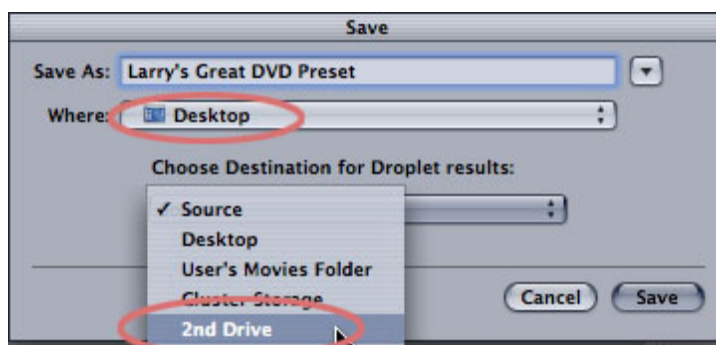 Save
Save As: Larry's Great DVD Preset
Where: Desktop
Choose Destination for Droplet results:
✓ Source
Desktop
User's Movies Folder
Cluster Storage
2nd Drive
Cancel Save